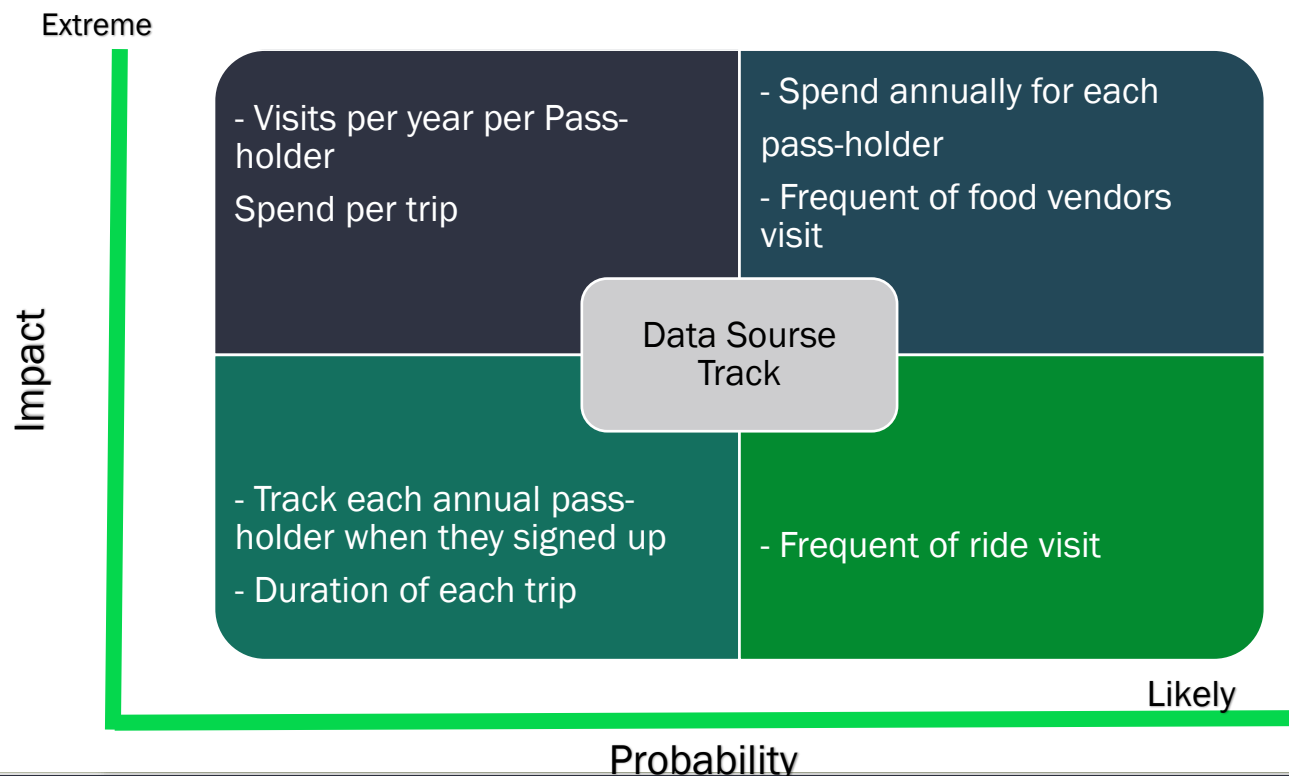 Extreme
- Visits per year per Pass-
holder
Spend per trip
- Spend annually for each
pass-holder
- Frequent of food vendors
visit
Data Sourse
Track
Impact
- Track each annual pass-
holder when they signed up
- Duration of each trip
- Frequent of ride visit
Likely
Probability